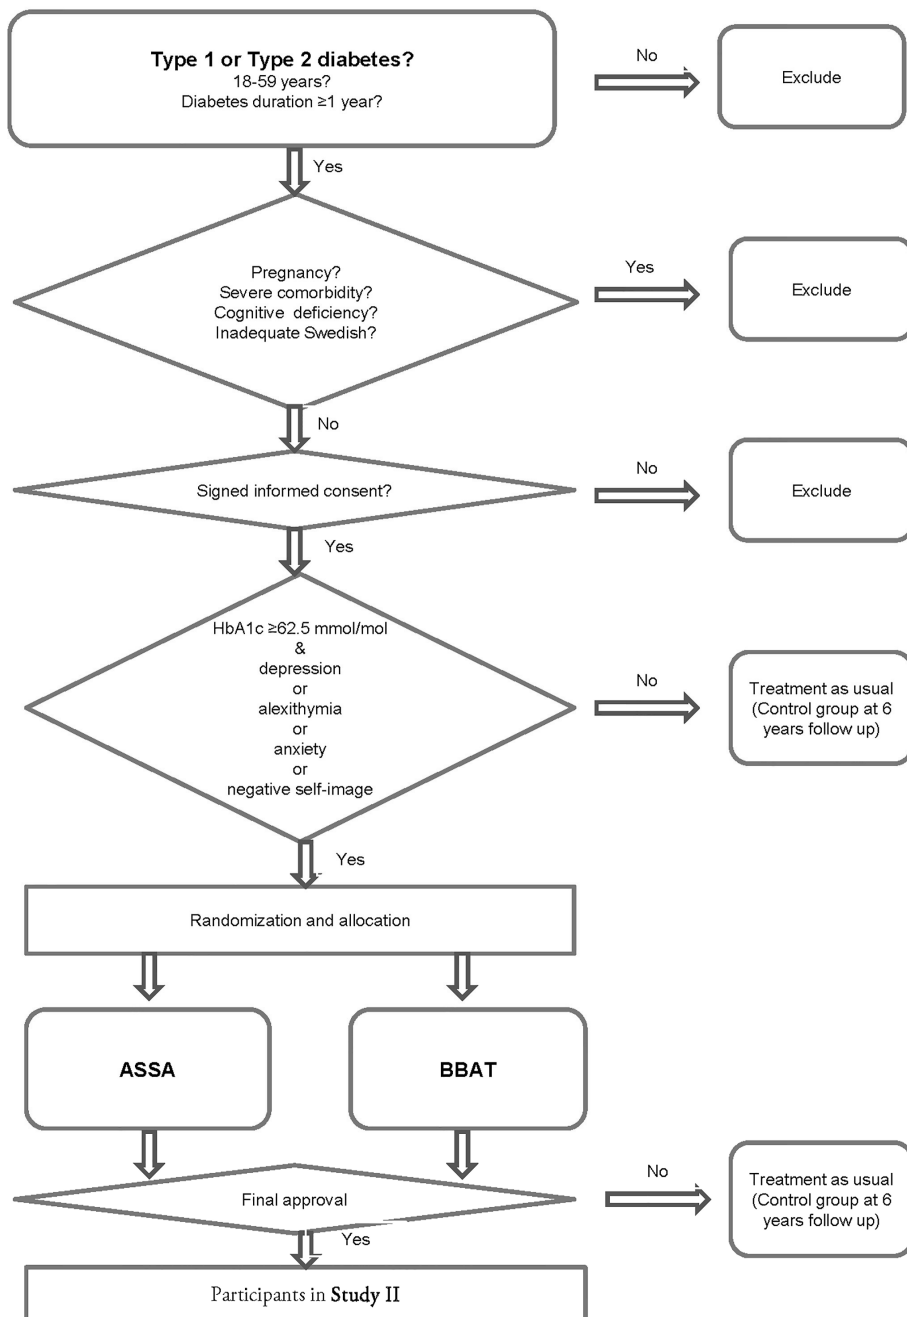 Type 1 or Type 2 diabetes?
18-59 years?
Diabetes duration ≥1 year?
No
Exclude
Yes
Pregnancy?
Severe comorbidity?
Cognitive deficiency?
Inadequate Swedish?
Yes
Exclude
No
Signed informed consent?
No
Exclude
Yes
HbA1c ≥62.5 mmol/mol
&
depression
or
alexithymia
or
anxiety
or
negative self-image
No
Treatment as usual
(Control group at 6
years follow up)
Yes
Randomization and allocation
ASSA
BBAT
Final approval
No
Treatment as usual
(Control group at 6
years follow up)
Yes
Participants in Study II